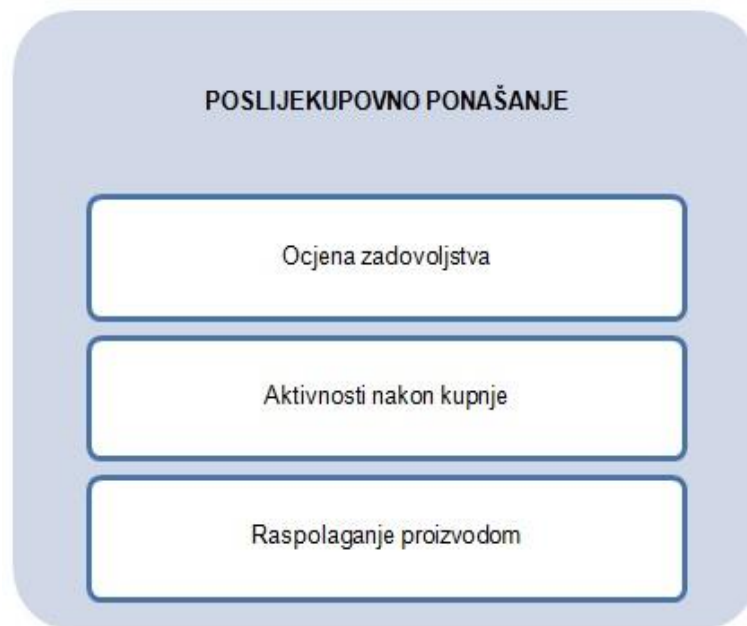 POSLIJEKUPOVNO PONAŠANJE
Ocjena zadovoljstva
Aktivnosti nakon kupnje
Raspolaganje proizvodom